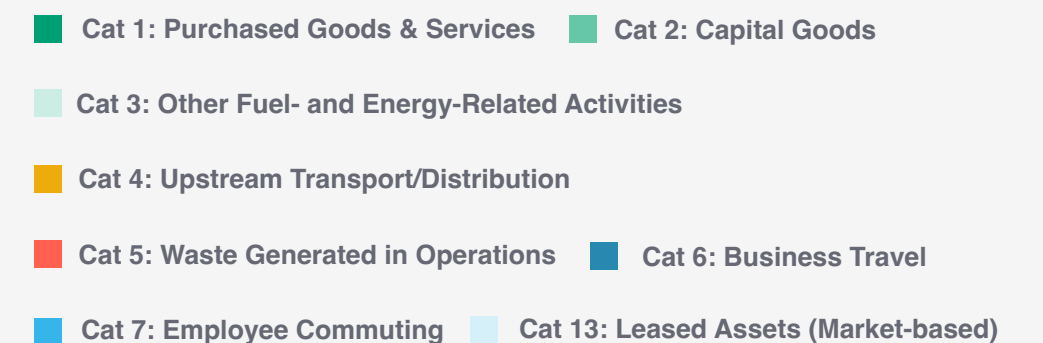 Cat 1: Purchased Goods & Services Cat 2: Capital Goods
Cat 3: Other Fuel- and Energy-Related Activities
Cat 4: Upstream Transport/Distribution
Cat 5: Waste Generated in Operations Cat 6: Business Travel
Cat 7: Employee Commuting Cat 13: Leased Assets (Market-based)